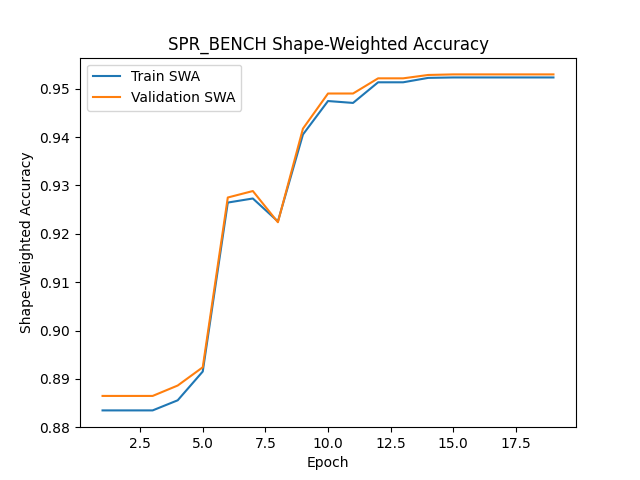 SPR_BENCH Shape-Weighted Accuracy
Train SWA
Validation SWA
Shape-Weighted Accuracy
0.95
0.94
0.93
0.92
0.91
0.90
0.89
0.88
2.5 5.0 7.5 10.0 12.5 15.0 17.5
Epoch